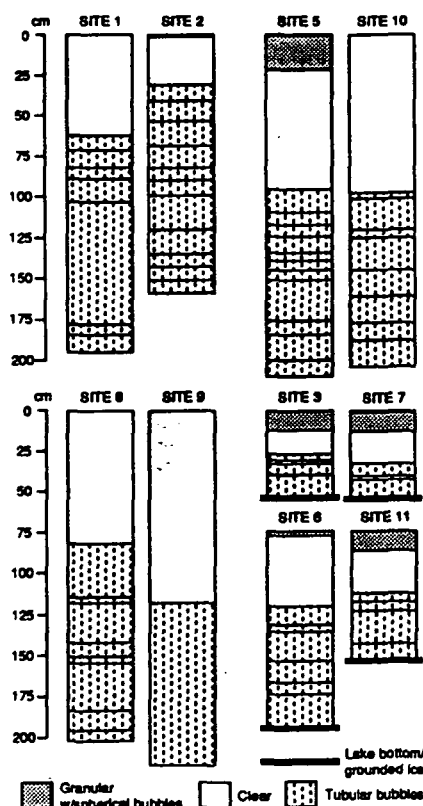 cm SITE 1 SITE 2 SITE 5 SITE 10
0
25
50
75
100
125
150
175
200
cm SITE 8 SITE 9 SITE 3 SITE 7
0
25
50
75
100
125
150
175
200
SITE 6 SITE 11
Lake bottom/
grounded ice
Granular
w/spherical bubbles
Clear
Tubular bubbles